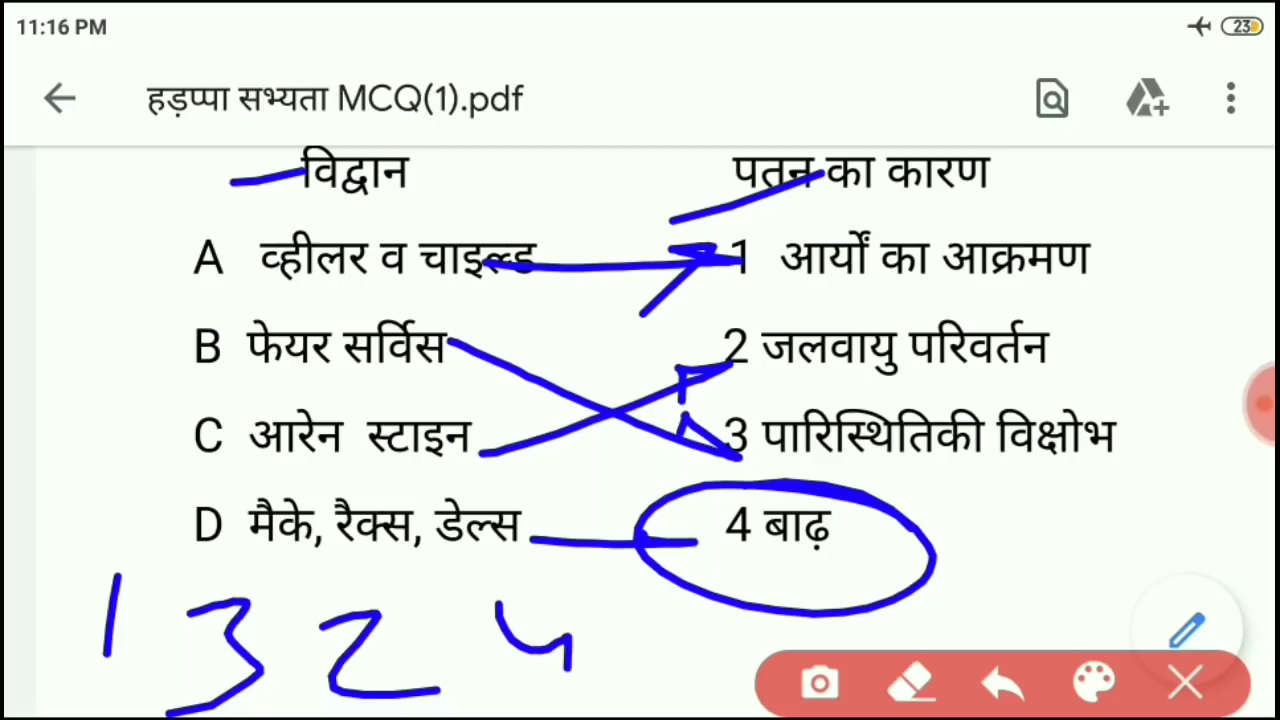 11:16 PM 23
हड़प्पा सभ्यता MCQ(1).pdf
विद्वान पतन का कारण
A व्हीलर व चाइल्ड 1 आर्यों का आक्रमण
B फेयर सर्विस 2 जलवायु परिवर्तन
C आरेन स्टाइन 3 पारिस्थितिकी विक्षोभ
D मैके, रैक्स, डेल्स 4 बाढ़
1 3 2 4